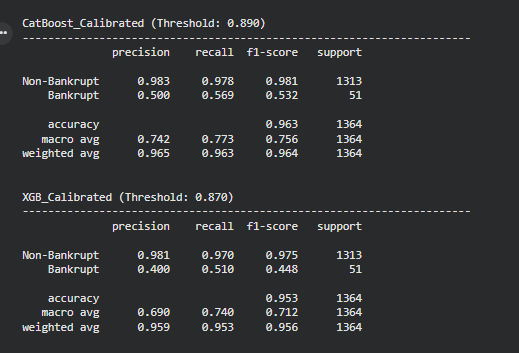 CatBoost_Calibrated (Threshold: 0.890)
----------------------------------------------------------------------
precision recall f1-score support
Non-Bankrupt 0.983 0.978 0.981 1313
Bankrupt 0.500 0.569 0.532 51
accuracy 0.963 1364
macro avg 0.742 0.773 0.756 1364
weighted avg 0.965 0.963 0.964 1364
XGB_Calibrated (Threshold: 0.870)
----------------------------------------------------------------------
precision recall f1-score support
Non-Bankrupt 0.981 0.970 0.975 1313
Bankrupt 0.400 0.510 0.448 51
accuracy 0.953 1364
macro avg 0.690 0.740 0.712 1364
weighted avg 0.959 0.953 0.956 1364